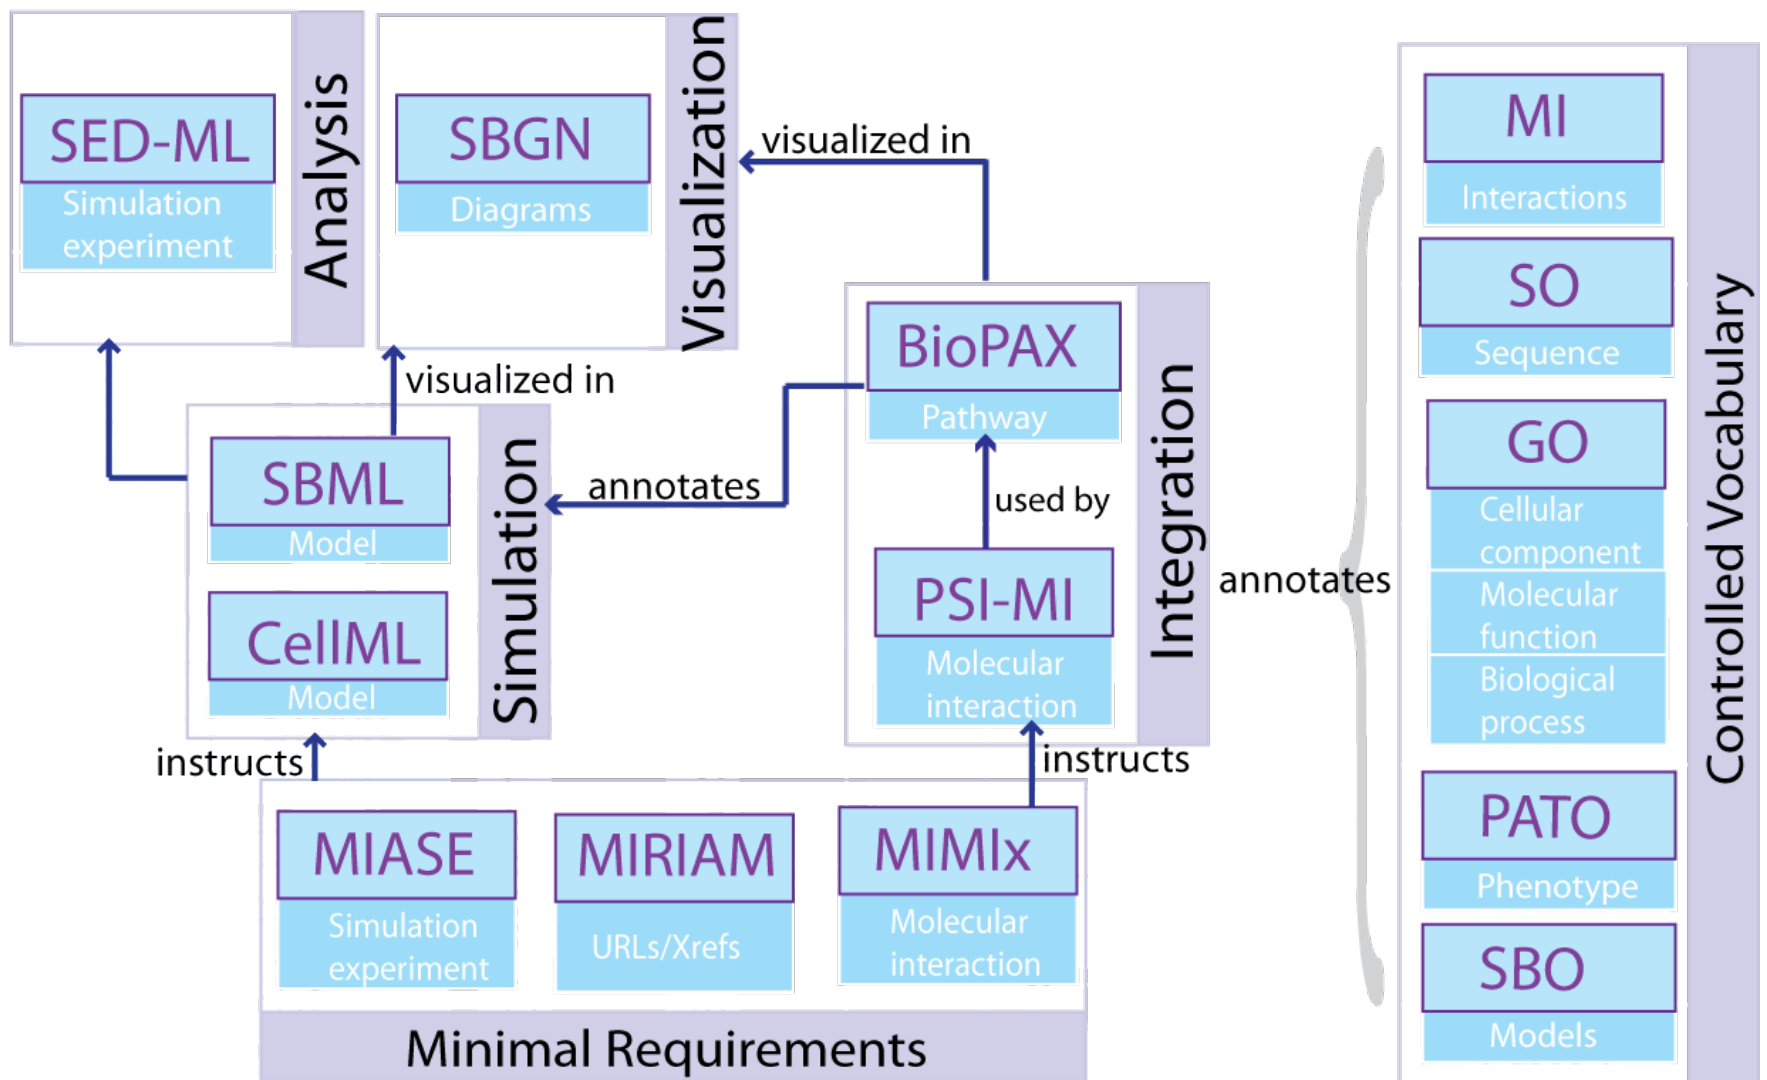 SED-ML
Simulation
experiment
Analysis
SBGN
Diagrams
Visualization
visualized in
visualized in
SBML
Model
CellML
Model
Simulation
annotates
BioPAX
Pathway
used by
PSI-MI
Molecular
interaction
Integration
instructs
instructs
MIASE
Simulation
experiment
MIRIAM
URLs/Xrefs
MIMIx
Molecular
interaction
Minimal Requirements
annotates
MI
Interactions
SO
Sequence
GO
Cellular
component
Molecular
function
Biological
process
PATO
Phenotype
SBO
Models
Controlled Vocabulary